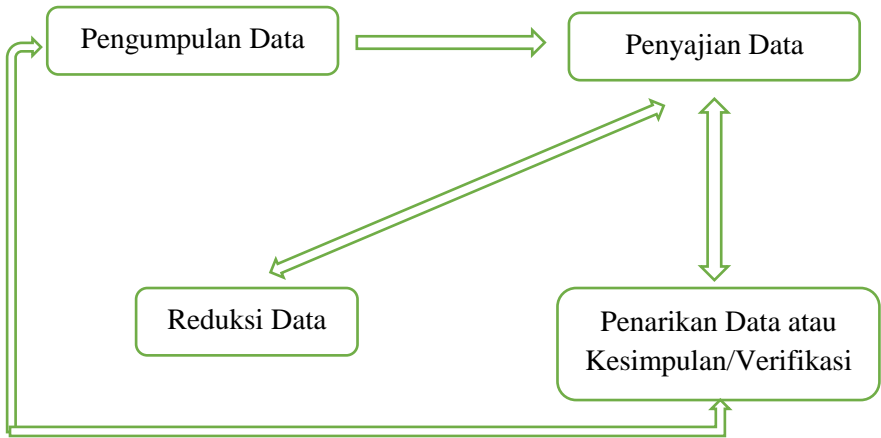 Pengumpulan Data
Penyajian Data
Reduksi Data
Penarikan Data atau
Kesimpulan/Verifikasi